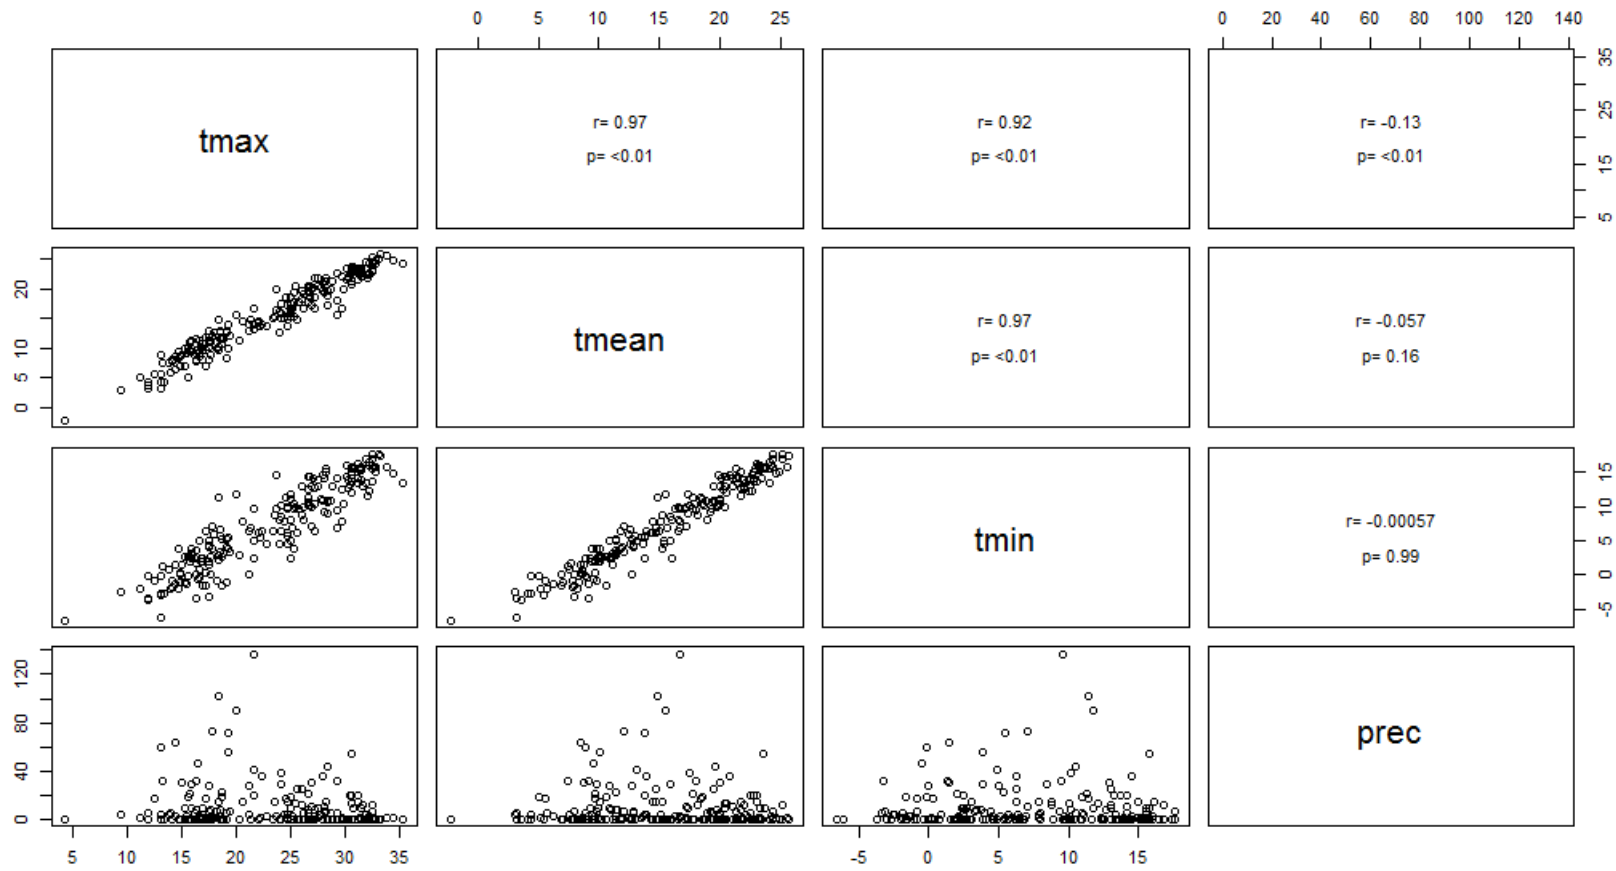 0 5 10 15 20 25
0 20 40 60 80 100 120 140
tmax
r= 0.97
p= <0.01
r= 0.92
p= <0.01
r= -0.13
p= <0.01
35
25
15
5
20
10
5
0
tmean
r= 0.97
p= <0.01
r= -0.057
p= 0.16
tmin
r= -0.00057
p= 0.99
15
10
5
0
-5
120
80
40
0
prec
5 10 15 20 25 30 35
-5 0 5 10 15